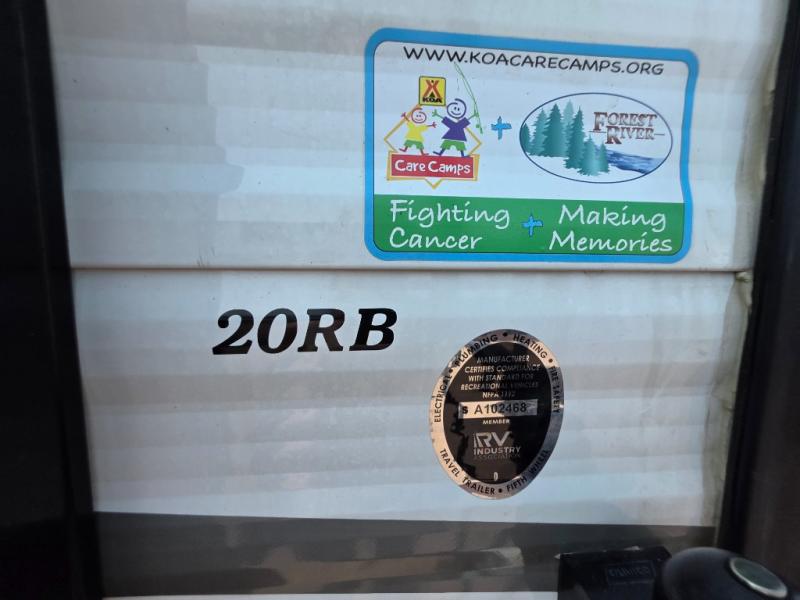 WWW.KOACARECAMPS.ORG
KOA
Care Camps
+
FOREST
RIVER
Fighting
Cancer
+
Making
Memories
20RB
ELECTRICAL • PLUMBING • HEATING • FIRE SAFETY
MANUFACTURER
CERTIFIES COMPLIANCE
WITH STANDARD FOR
RECREATIONAL VEHICLES
NFPA 1192
S A102468
MEMBER
RV
INDUSTRY
ASSOCIATION
TRAVEL TRAILER • FIFTH WHEEL